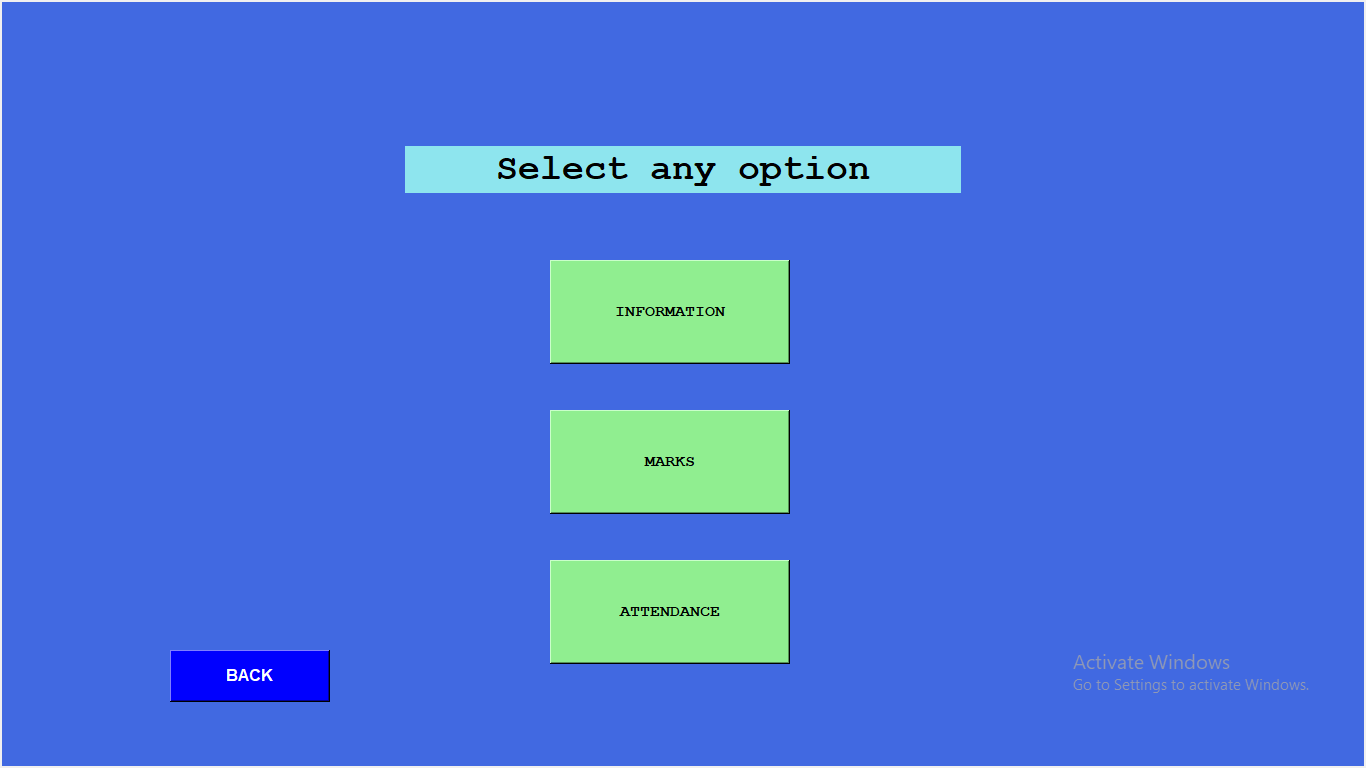 Select any option
INFORMATION
MARKS
ATTENDANCE
BACK
Activate Windows
Go to Settings to activate Windows.